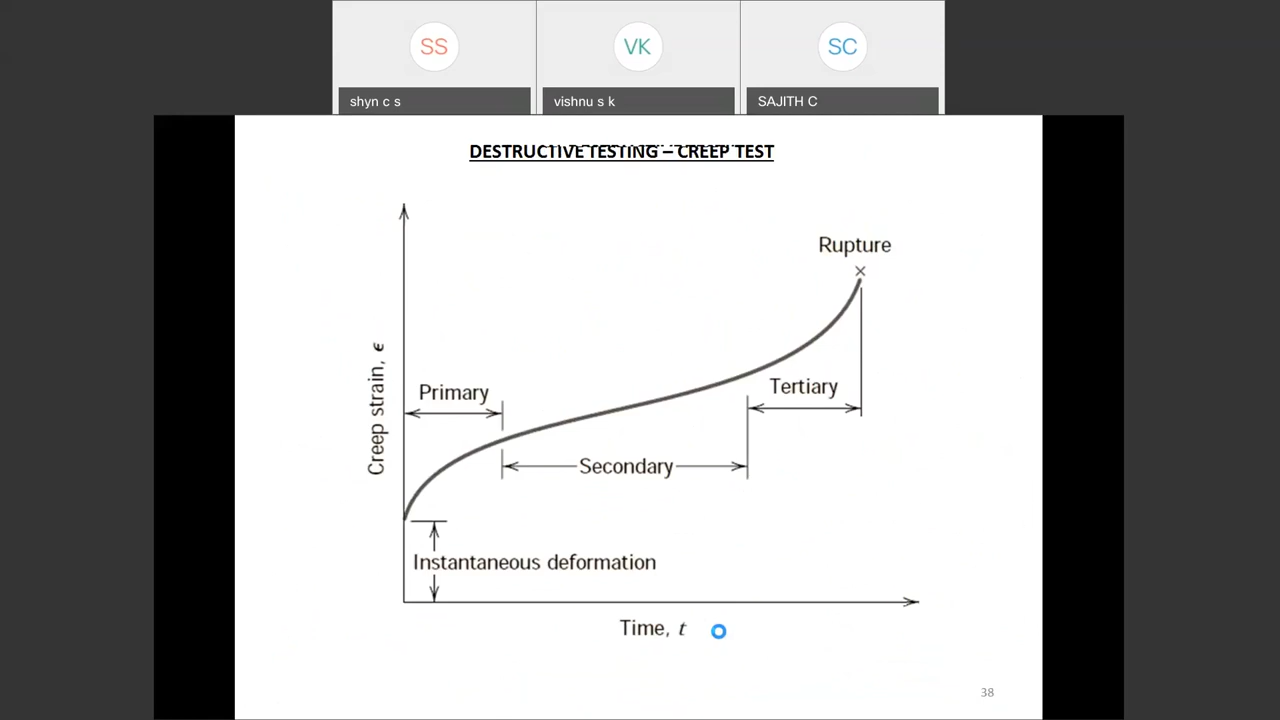 SS
VK
SC
shyn c s
vishnu s k
SAJITH C
DESTRUCTIVE TESTING – CREEP TEST
Rupture
×
Creep strain, ϵ
Primary
Tertiary
Secondary
Instantaneous deformation
Time, t
38